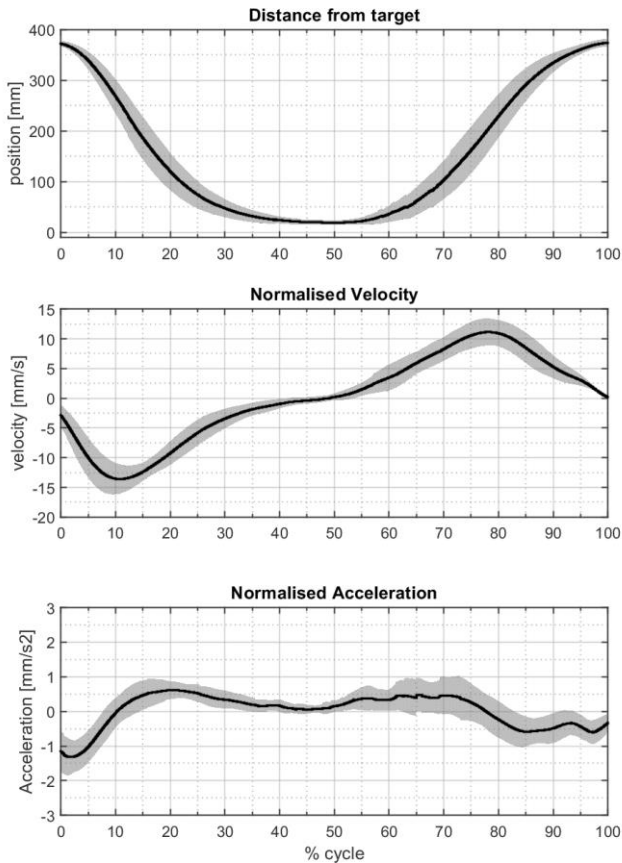 Distance from target
400
300
200
100
0
position [mm]
0 10 20 30 40 50 60 70 80 90 100
Normalised Velocity
15
10
5
0
-5
-10
-15
-20
velocity [mm/s]
0 10 20 30 40 50 60 70 80 90 100
Normalised Acceleration
3
2
1
0
-1
-2
-3
Acceleration [mm/s2]
0 10 20 30 40 50 60 70 80 90 100
% cycle